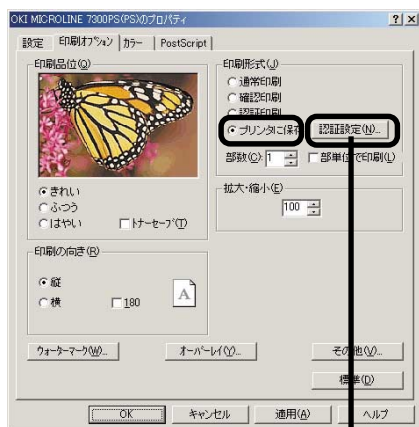 OKI MICROLINE 7300PS(PS)のプロパティ
設定 印刷オプション カラー PostScript
印刷品位(Q)
きれい
ふつう
はやい
トナーセーブ(T)
印刷の向き(R)
縦
横
180
A
印刷形式(J)
通常印刷
確認印刷
認証印刷
プリンタに保存
認証設定(N)...
部数(C): 1
部単位で印刷(L)
拡大・縮小(E)
100
ウォーターマーク(W)... オーバーレイ(Y)... その他(V)...
標準(D)
OK キャンセル 適用(A) ヘルプ